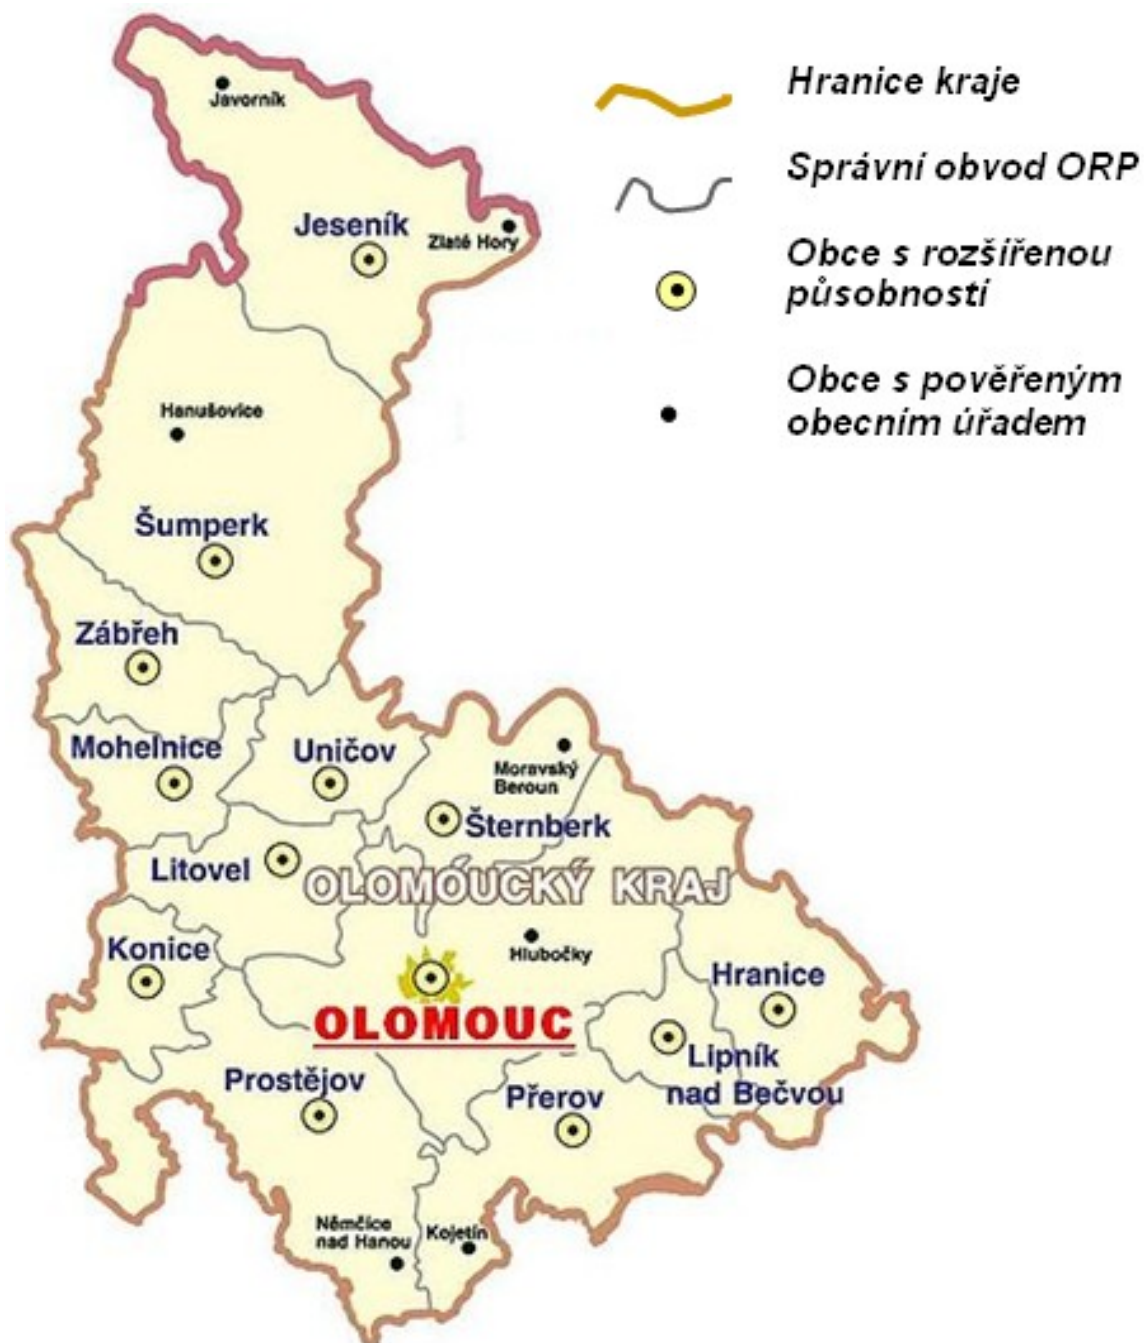 Hranice kraje
Správní obvod ORP
Obce s rozšířenou
působností
Obce s pověřeným
obecním úřadem
Javorník
Jeseník
Zlaté Hory
Hanušovice
Šumperk
Zábřeh
Mohelnice
Uničov
Moravský
Beroun
Šternberk
Litovel
OLOMOUCKÝ KRAJ
Konice
Hlubočky
Hranice
OLOMOUC
Lipník
nad Bečvou
Prostějov
Přerov
Němčice
nad Hanou
Kojetín